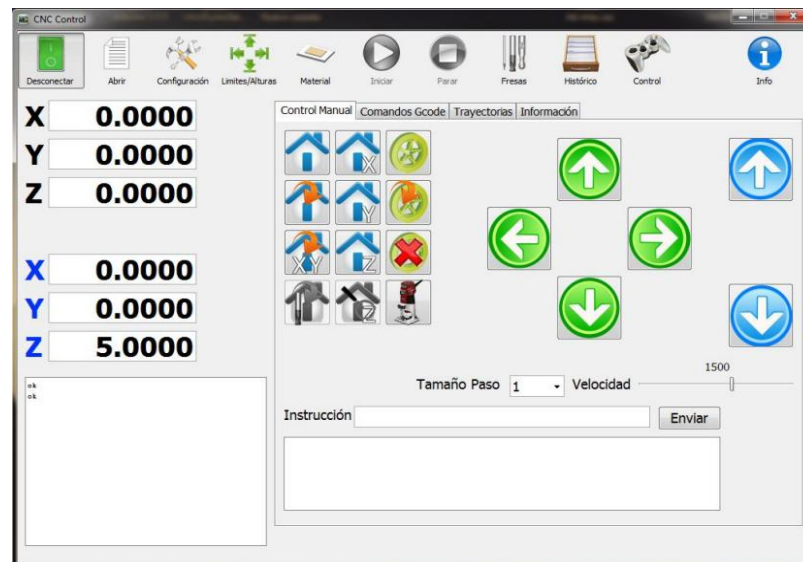 CNC Control
Desconectar Abrir Configuración Limites/Alturas Material Iniciar Parar Fresas Histórico Control Info
Control Manual Comandos Gcode Trayectorias Información
X 0.0000
Y 0.0000
Z 0.0000
X 0.0000
Y 0.0000
Z 5.0000
ok
ok
X
Y
XY Z
Z
1500
Tamaño Paso 1 Velocidad
Instrucción Enviar